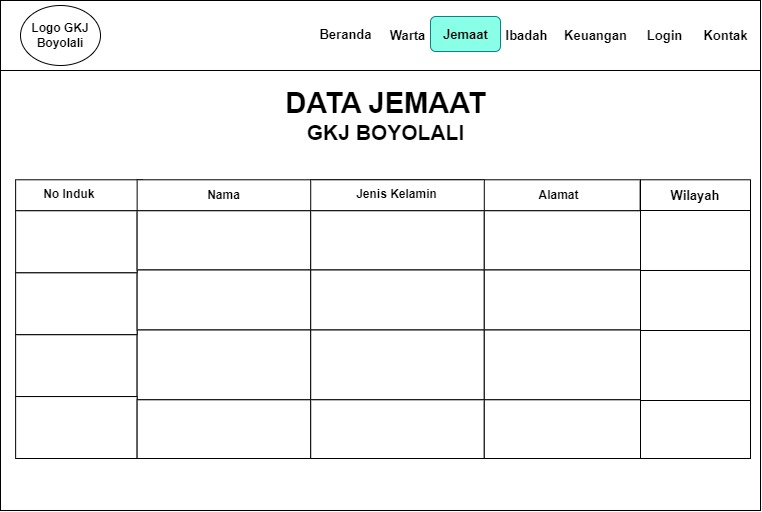 Logo GKJ
Boyolali
Beranda Warta Jemaat Ibadah Keuangan Login Kontak
DATA JEMAAT
GKJ BOYOLALI
No Induk Nama Jenis Kelamin Alamat Wilayah